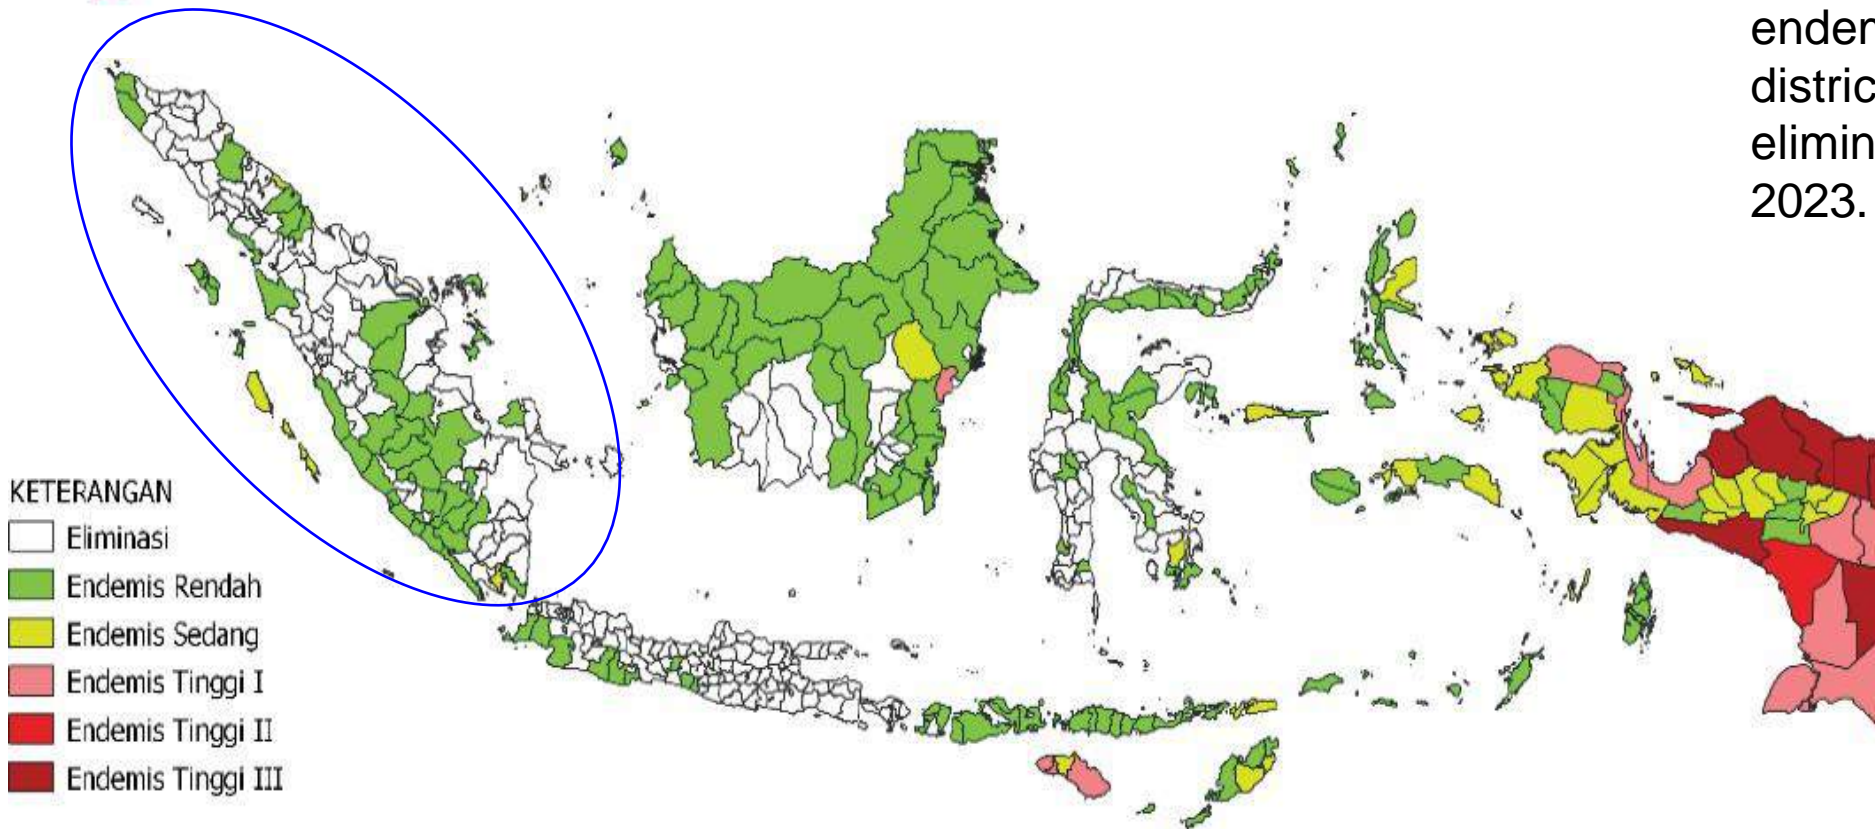 2023.
KETERANGAN
Eliminasi
Endemis Rendah
Endemis Sedang
Endemis Tinggi I
Endemis Tinggi II
Endemis Tinggi III